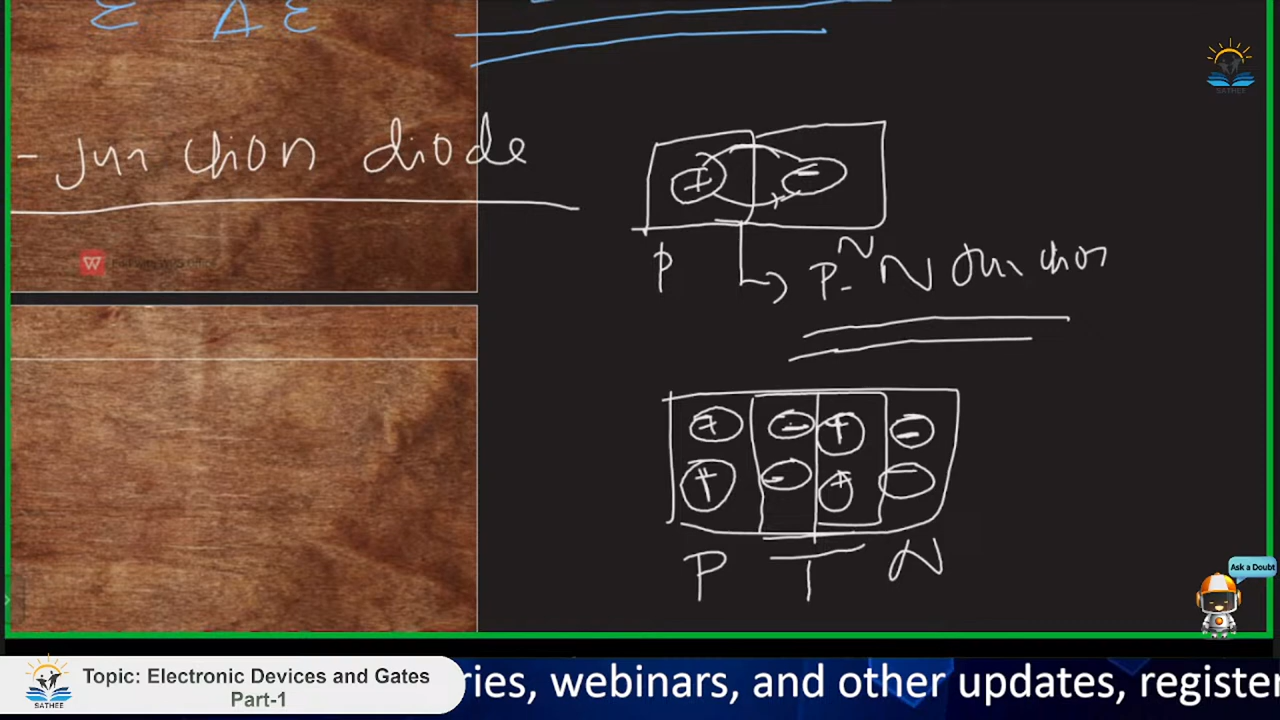 Σ Δ Ε
- junction diode
+ -
P N
P-N Junction
+ - + -
+ - + -
P T N
SATHEE
Ask a Doubt
Topic: Electronic Devices and Gates
Part-1
SATHEE
ries, webinars, and other updates, register